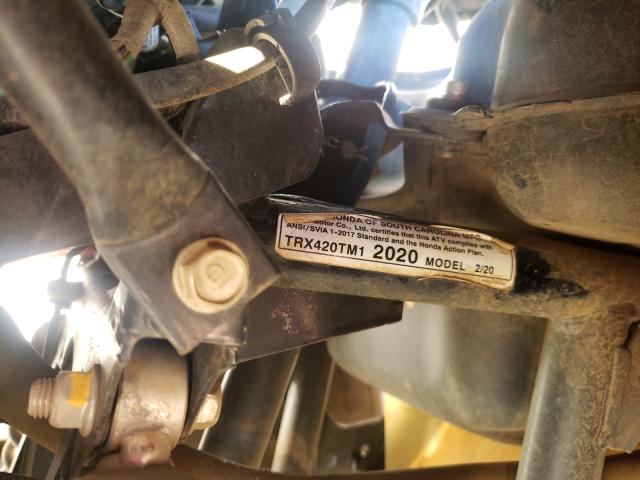 HONDA OF SOUTH CAROLINA MFG
Motor Co., Ltd. certifies that this ATV complies with
ANSI/SVIA 1-2017 Standard and the Honda Action Plan.
TRX420TM1 2020 MODEL 2/20